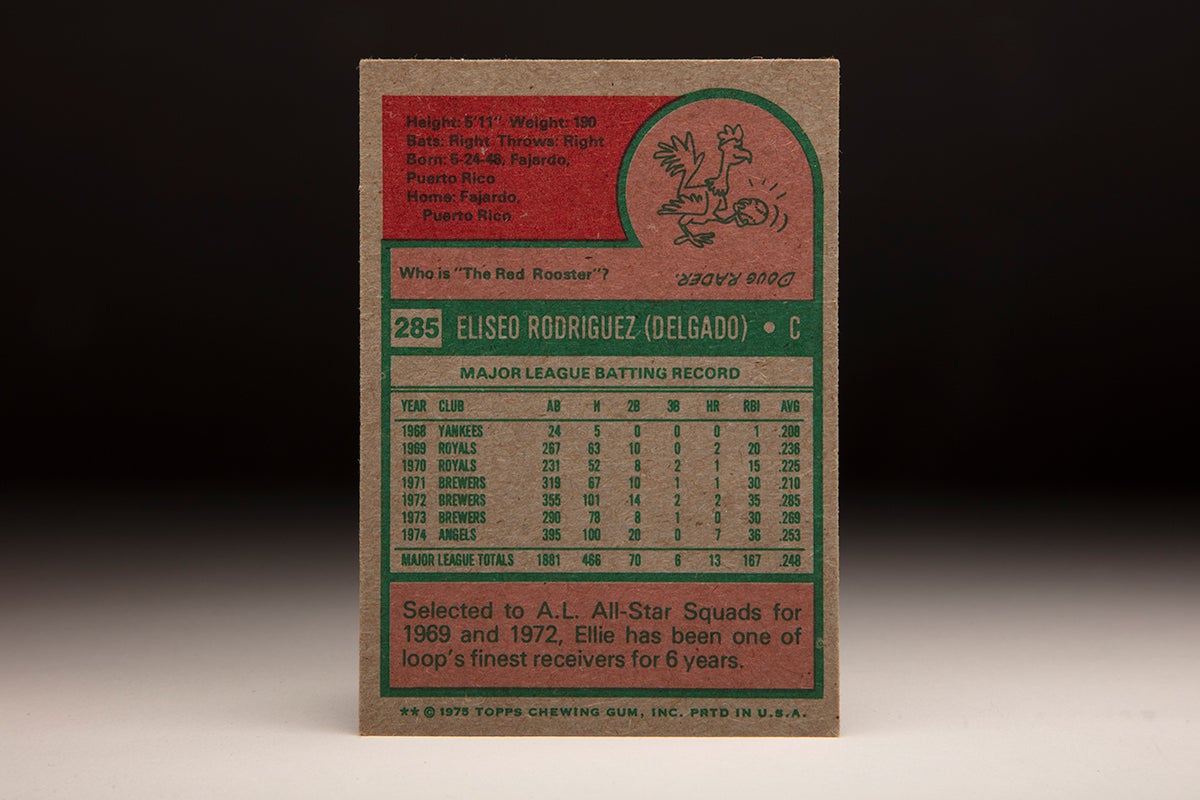 Height: 5'11" Weight: 190
Bats: Right Throws: Right
Born: 5-24-46, Fajardo,
Puerto Rico
Home: Fajardo,
Puerto Rico
Who is "The Red Rooster"?
DOUG RADER.
285 ELISEO RODRIGUEZ (DELGADO) • C
MAJOR LEAGUE BATTING RECORD
YEAR CLUB AB H 2B 3B HR RBI AVG
1968 YANKEES 24 5 0 0 0 1 .208
1969 ROYALS 267 63 10 0 2 20 .236
1970 ROYALS 231 52 8 2 1 15 .225
1971 BREWERS 319 67 10 1 1 30 .210
1972 BREWERS 355 101 14 2 2 35 .285
1973 BREWERS 290 78 8 1 0 30 .269
1974 ANGELS 395 100 20 0 7 36 .253
MAJOR LEAGUE TOTALS 1881 466 70 6 13 167 .248
Selected to A.L. All-Star Squads for
1969 and 1972, Ellie has been one of
loop's finest receivers for 6 years.
** © 1975 TOPPS CHEWING GUM, INC. PRTD IN U.S.A.